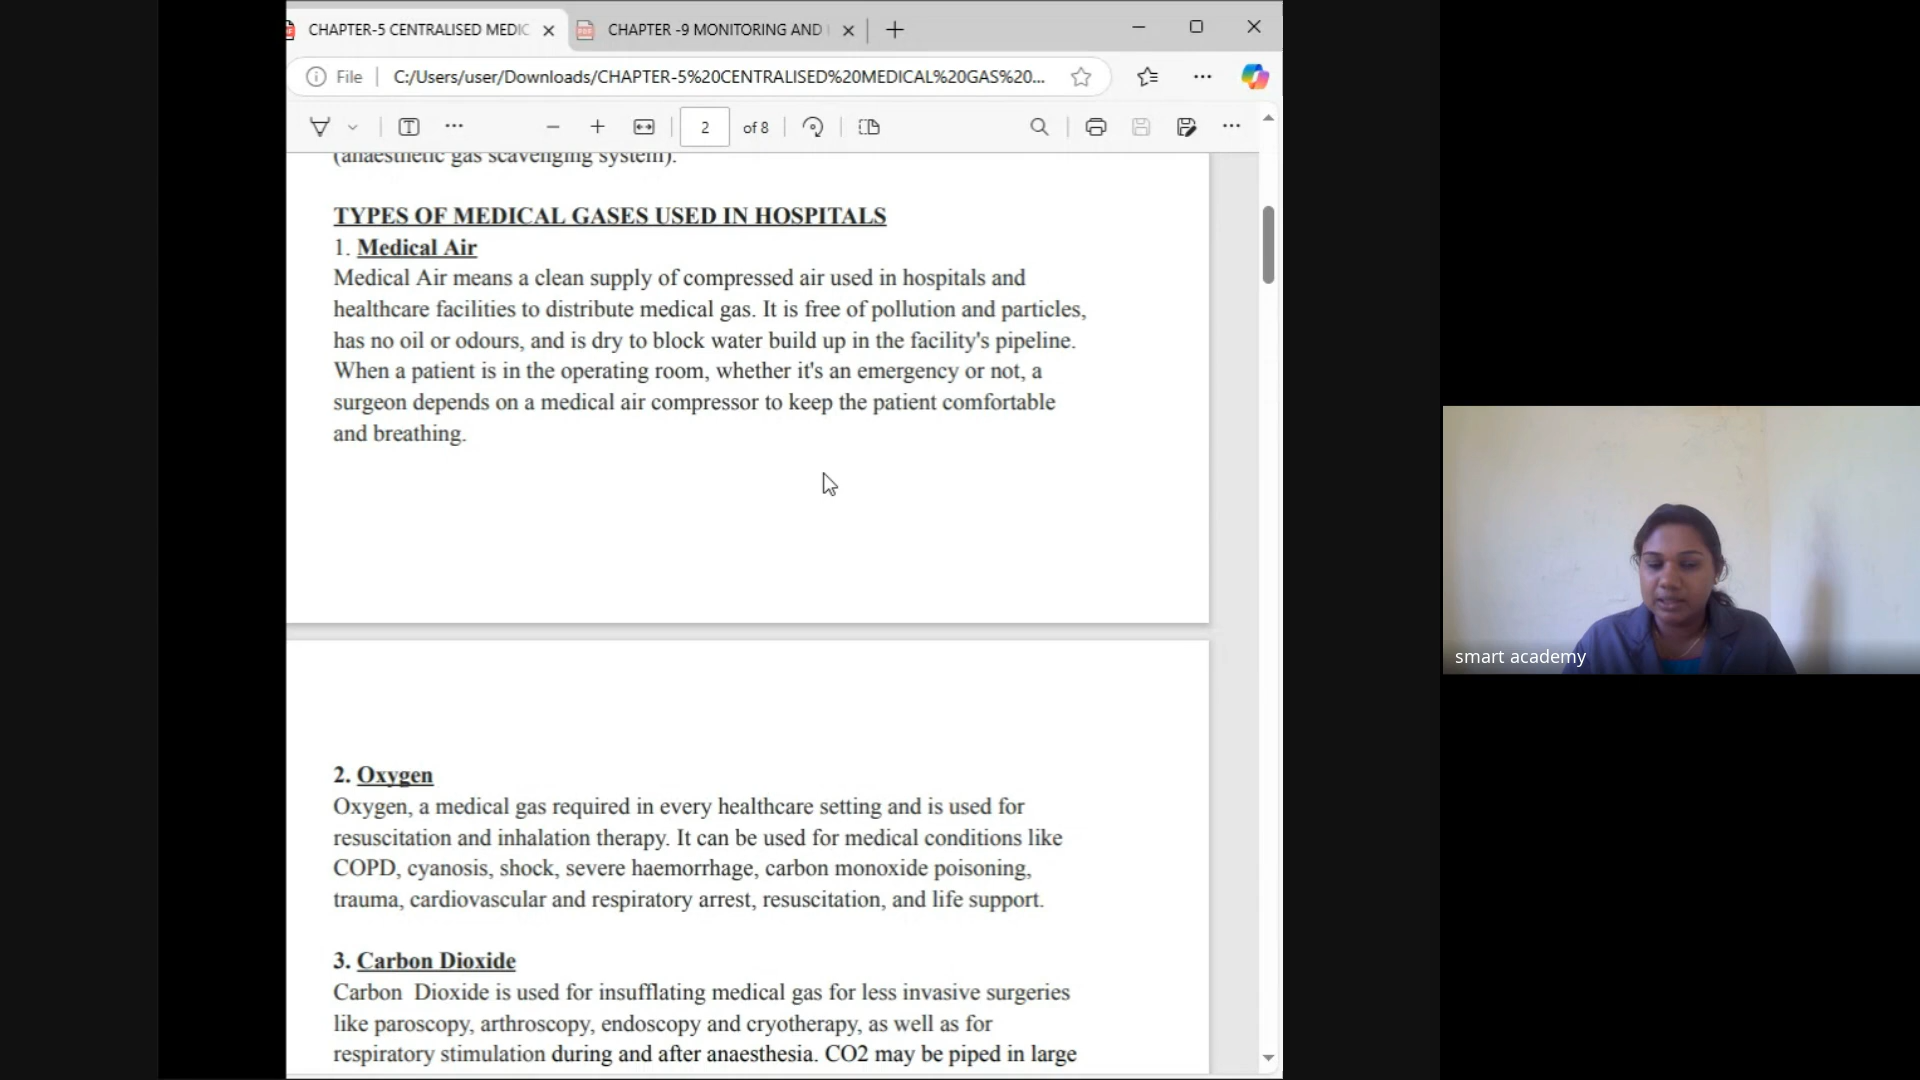 CHAPTER-5 CENTRALISED MEDIC
CHAPTER -9 MONITORING AND
File
C:/Users/user/Downloads/CHAPTER-5%20CENTRALISED%20MEDICAL%20GAS%20...
2 of 8
(anaesthetic gas scavenging system).
TYPES OF MEDICAL GASES USED IN HOSPITALS
1. Medical Air
Medical Air means a clean supply of compressed air used in hospitals and
healthcare facilities to distribute medical gas. It is free of pollution and particles,
has no oil or odours, and is dry to block water build up in the facility's pipeline.
When a patient is in the operating room, whether it's an emergency or not, a
surgeon depends on a medical air compressor to keep the patient comfortable
and breathing.
2. Oxygen
Oxygen, a medical gas required in every healthcare setting and is used for
resuscitation and inhalation therapy. It can be used for medical conditions like
COPD, cyanosis, shock, severe haemorrhage, carbon monoxide poisoning,
trauma, cardiovascular and respiratory arrest, resuscitation, and life support.
3. Carbon Dioxide
Carbon  Dioxide is used for insufflating medical gas for less invasive surgeries
like paroscopy, arthroscopy, endoscopy and cryotherapy, as well as for
respiratory stimulation during and after anaesthesia. CO2 may be piped in large
smart academy